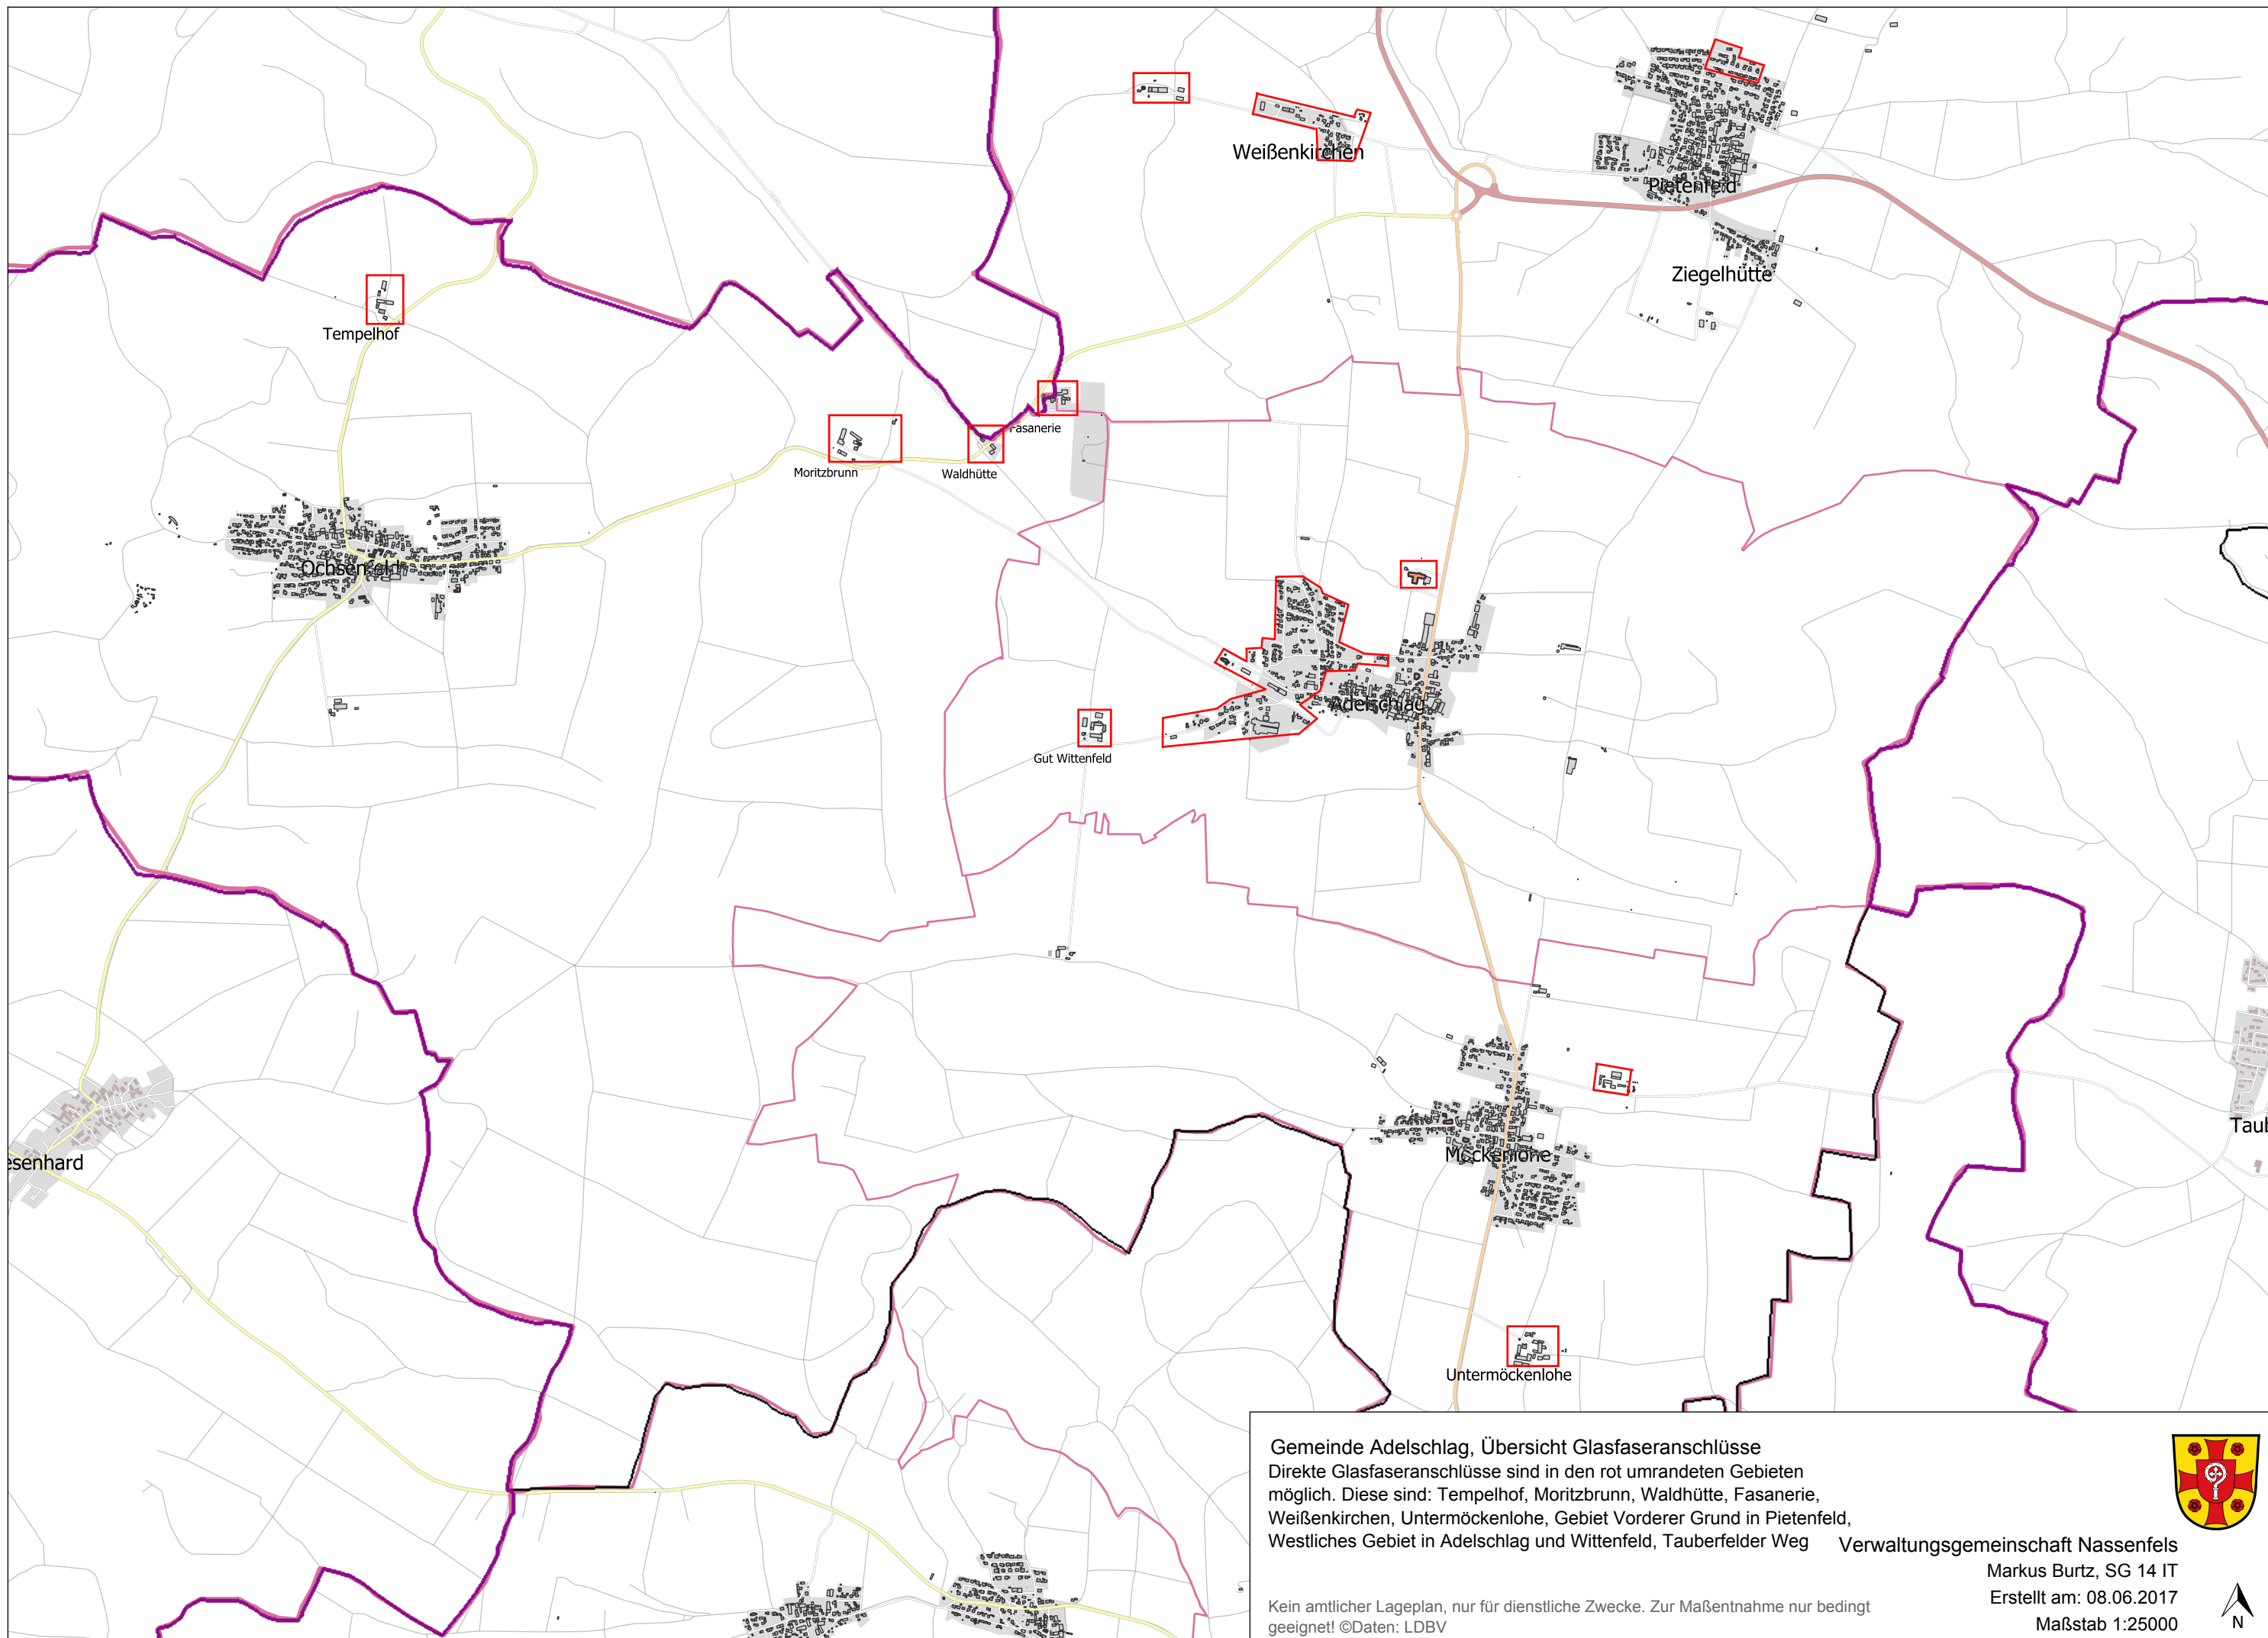 Weißenkirchen
Pietenfeld
Ziegelhütte
Tempelhof
Fasanerie
Moritzbrunn
Waldhütte
Ochsenfeld
Adelschlag
Gut Wittenfeld
Taub
Möckenlohe
esenhard
Untermöckenlohe
Gemeinde Adelschlag, Übersicht Glasfaseranschlüsse
Direkte Glasfaseranschlüsse sind in den rot umrandeten Gebieten
möglich. Diese sind: Tempelhof, Moritzbrunn, Waldhütte, Fasanerie,
Weißenkirchen, Untermöckenlohe, Gebiet Vorderer Grund in Pietenfeld,
Westliches Gebiet in Adelschlag und Wittenfeld, Tauberfelder Weg
Verwaltungsgemeinschaft Nassenfels
Markus Burtz, SG 14 IT
Erstellt am: 08.06.2017
Maßstab 1:25000
Kein amtlicher Lageplan, nur für dienstliche Zwecke. Zur Maßentnahme nur bedingt
geeignet! ©Daten: LDBV
N